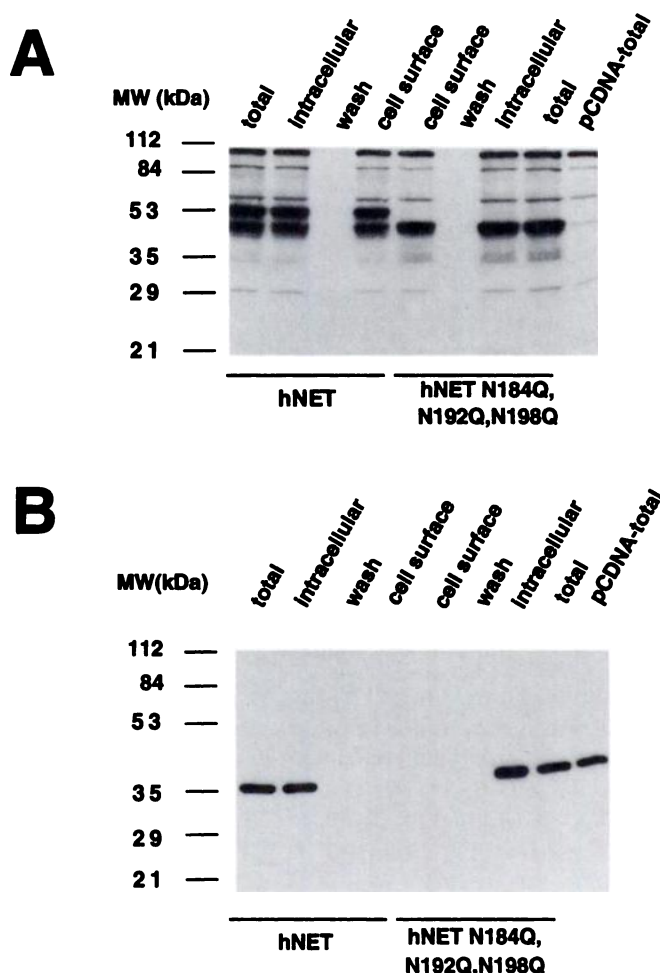 A
MW (kDa)
total
intracellular
wash
cell surface
cell surface
wash
intracellular
total
pCDNA-total
112
84
53
35
29
21
hNET
hNET N184Q,
N192Q,N198Q
B
MW(kDa)
total
intracellular
wash
cell surface
cell surface
wash
intracellular
total
pCDNA-total
112
84
53
35
29
21
hNET
hNET N184Q,
N192Q,N198Q